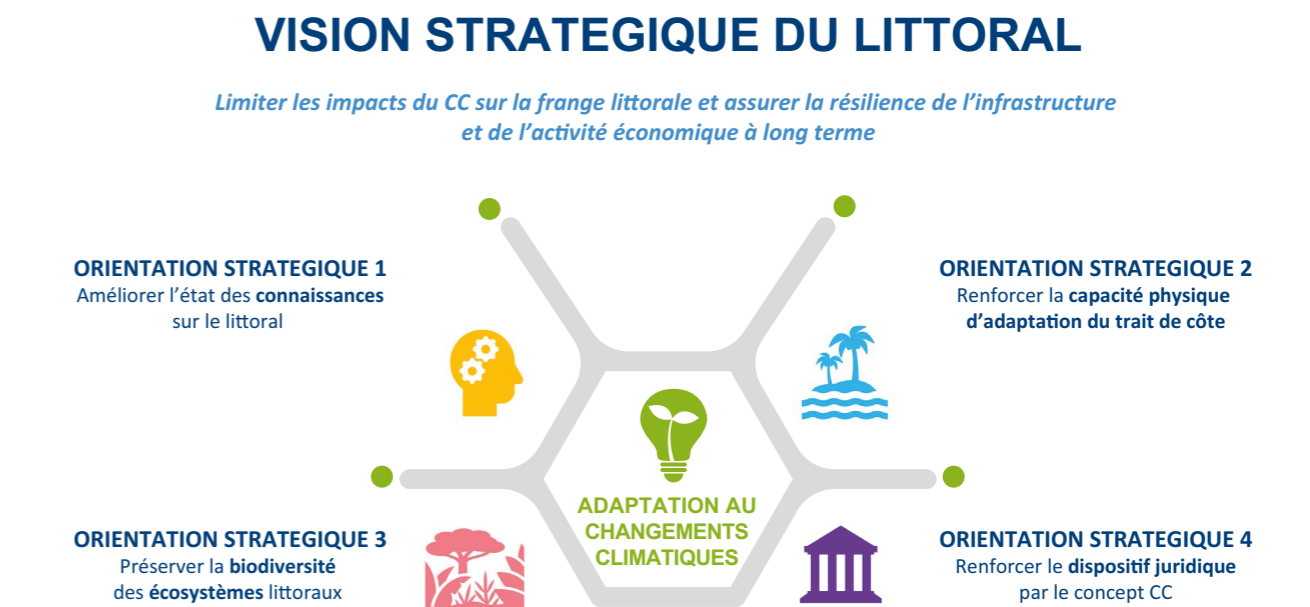 VISION STRATEGIQUE DU LITTORAL
Limiter les impacts du CC sur la frange littorale et assurer la résilience de l’infrastructure
et de l’activité économique à long terme
ORIENTATION STRATEGIQUE 1
Améliorer l’état des connaissances
sur le littoral
ORIENTATION STRATEGIQUE 2
Renforcer la capacité physique
d’adaptation du trait de côte
ADAPTATION AU
CHANGEMENTS
CLIMATIQUES
ORIENTATION STRATEGIQUE 3
Préserver la biodiversité
des écosystèmes littoraux
ORIENTATION STRATEGIQUE 4
Renforcer le dispositif juridique
par le concept CC